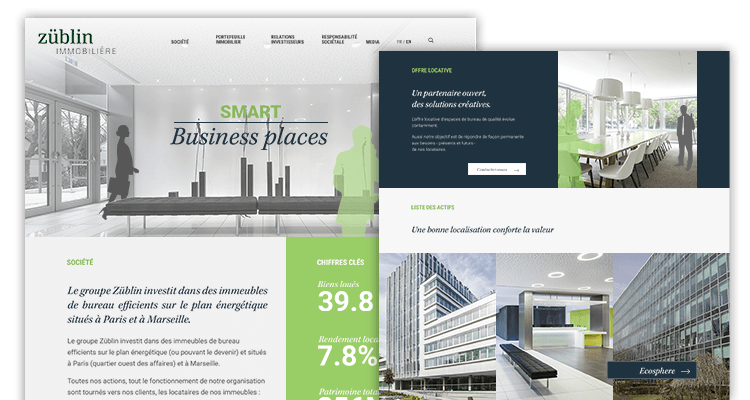 züblin
IMMOBILIÈRE
SOCIÉTÉ
PORTEFEUILLE
IMMOBILIER
RELATIONS
INVESTISSEURS
RESPONSABILITÉ
SOCIÉTALE
MEDIA
FR / EN
SMART
Business places
SOCIÉTÉ
Le groupe Züblin investit dans des immeubles
de bureau efficients sur le plan énergétique
situés à Paris et à Marseille.
Le groupe Züblin investit dans des immeubles de bureau
efficients sur le plan énergétique (ou pouvant le devenir) et situés
à Paris (quartier ouest des affaires) et à Marseille.
Toutes nos actions, tout le fonctionnement de notre organisation
sont tournés vers nos clients, les locataires de nos immeubles :
CHIFFRES CLÉS
Biens loués
39.8
Rendement loca
7.8%
Patrimoine tota
OFFRE LOCATIVE
Un partenaire ouvert,
des solutions créatives.
L'offre locative d'espaces de bureau de qualité évolue
constamment.
Aussi notre objectif est de répondre de façon permanente
aux besoins - présents et futurs -
de nos locataires.
Contactez-nous
LISTE DES ACTIFS
Une bonne localisation conforte la valeur
Ecosphere